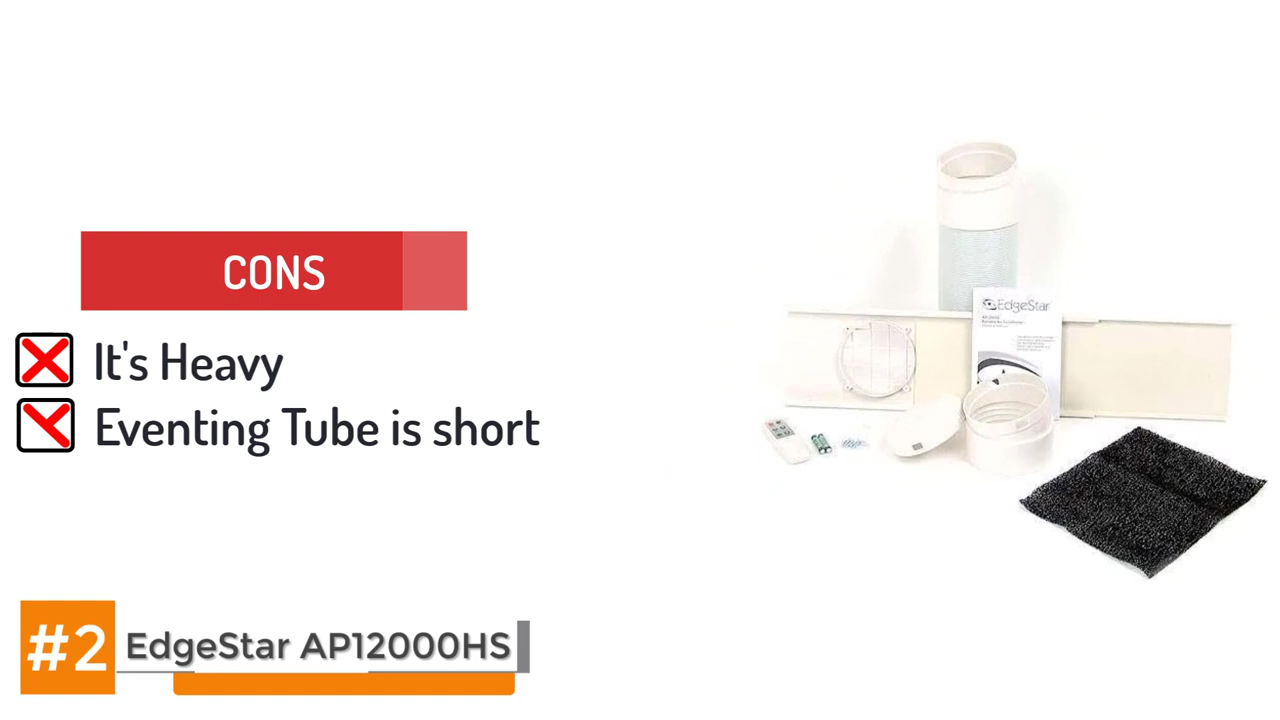 CONS
It's Heavy
Eventing Tube is short
EdgeStar
#2 EdgeStar AP12000HS